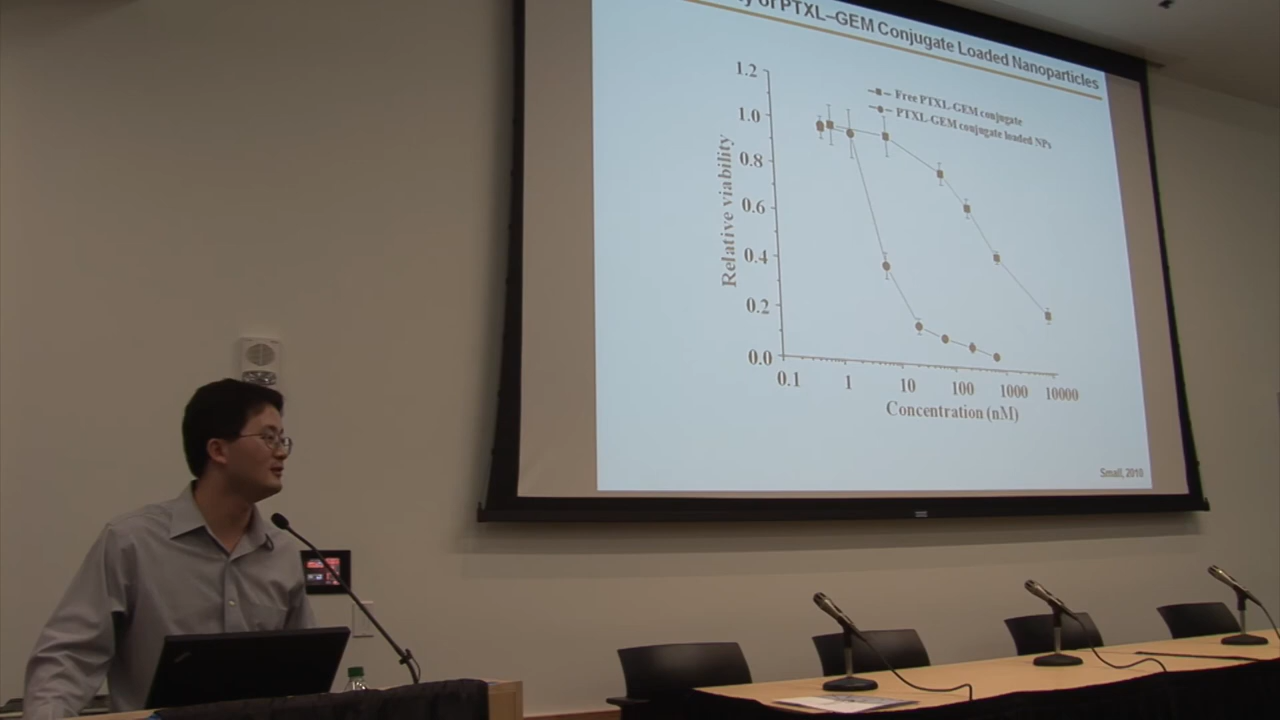 of PTXL–GEM Conjugate Loaded Nanoparticles
Free PTXL-GEM conjugate
PTXL-GEM conjugate loaded NPs
1.2
1.0
0.8
0.6
0.4
0.2
0.0
Relative viability
0.1 1 10 100 1000 10000
Concentration (nM)
Small, 2010